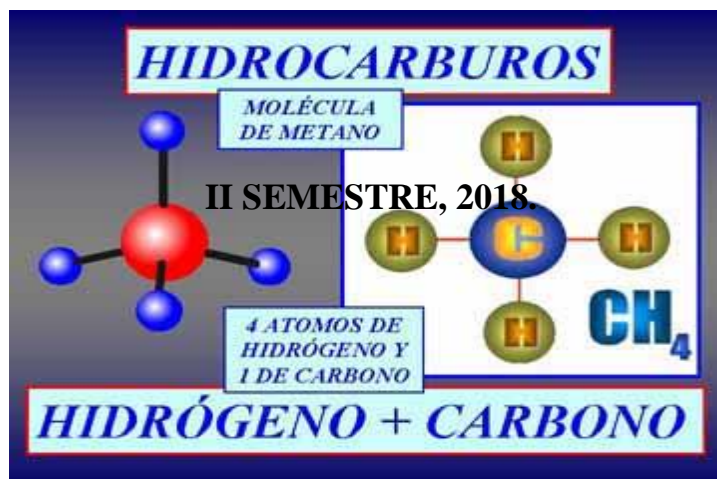 HIDROCARBUROS
MOLÉCULA
DE METANO
II SEMESTRE, 2018.
H
H
C
H
H
CH4
4 ATOMOS DE
HIDRÓGENO Y
1 DE CARBONO
HIDRÓGENO + CARBONO